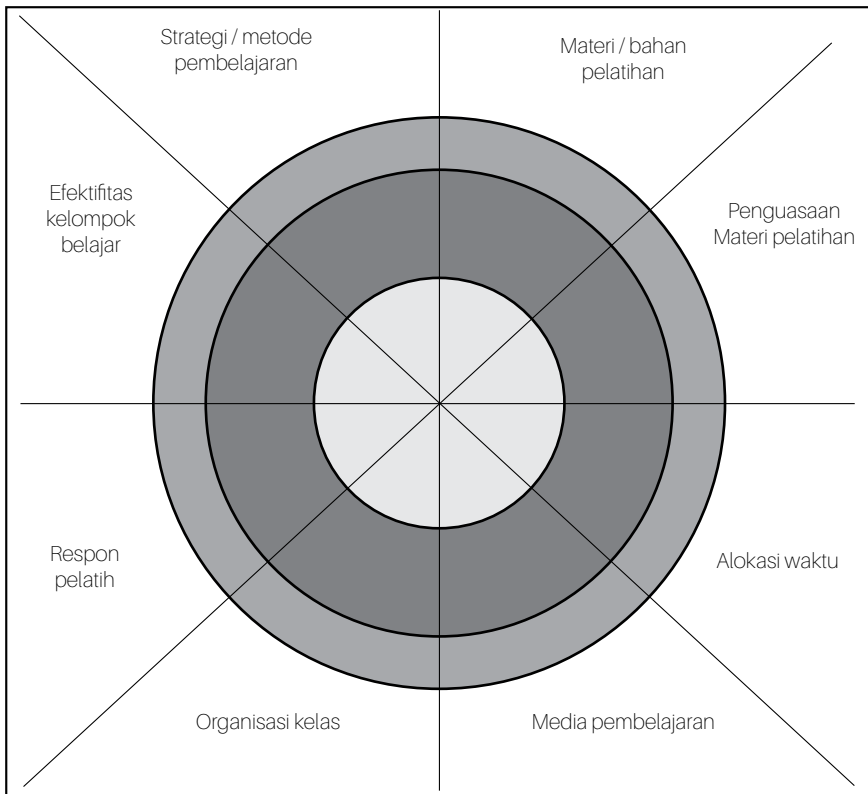 Strategi / metode
pembelajaran
Materi / bahan
pelatihan
Efektifitas
kelompok
belajar
Penguasaan
Materi pelatihan
Respon
pelatih
Alokasi waktu
Organisasi kelas
Media pembelajaran